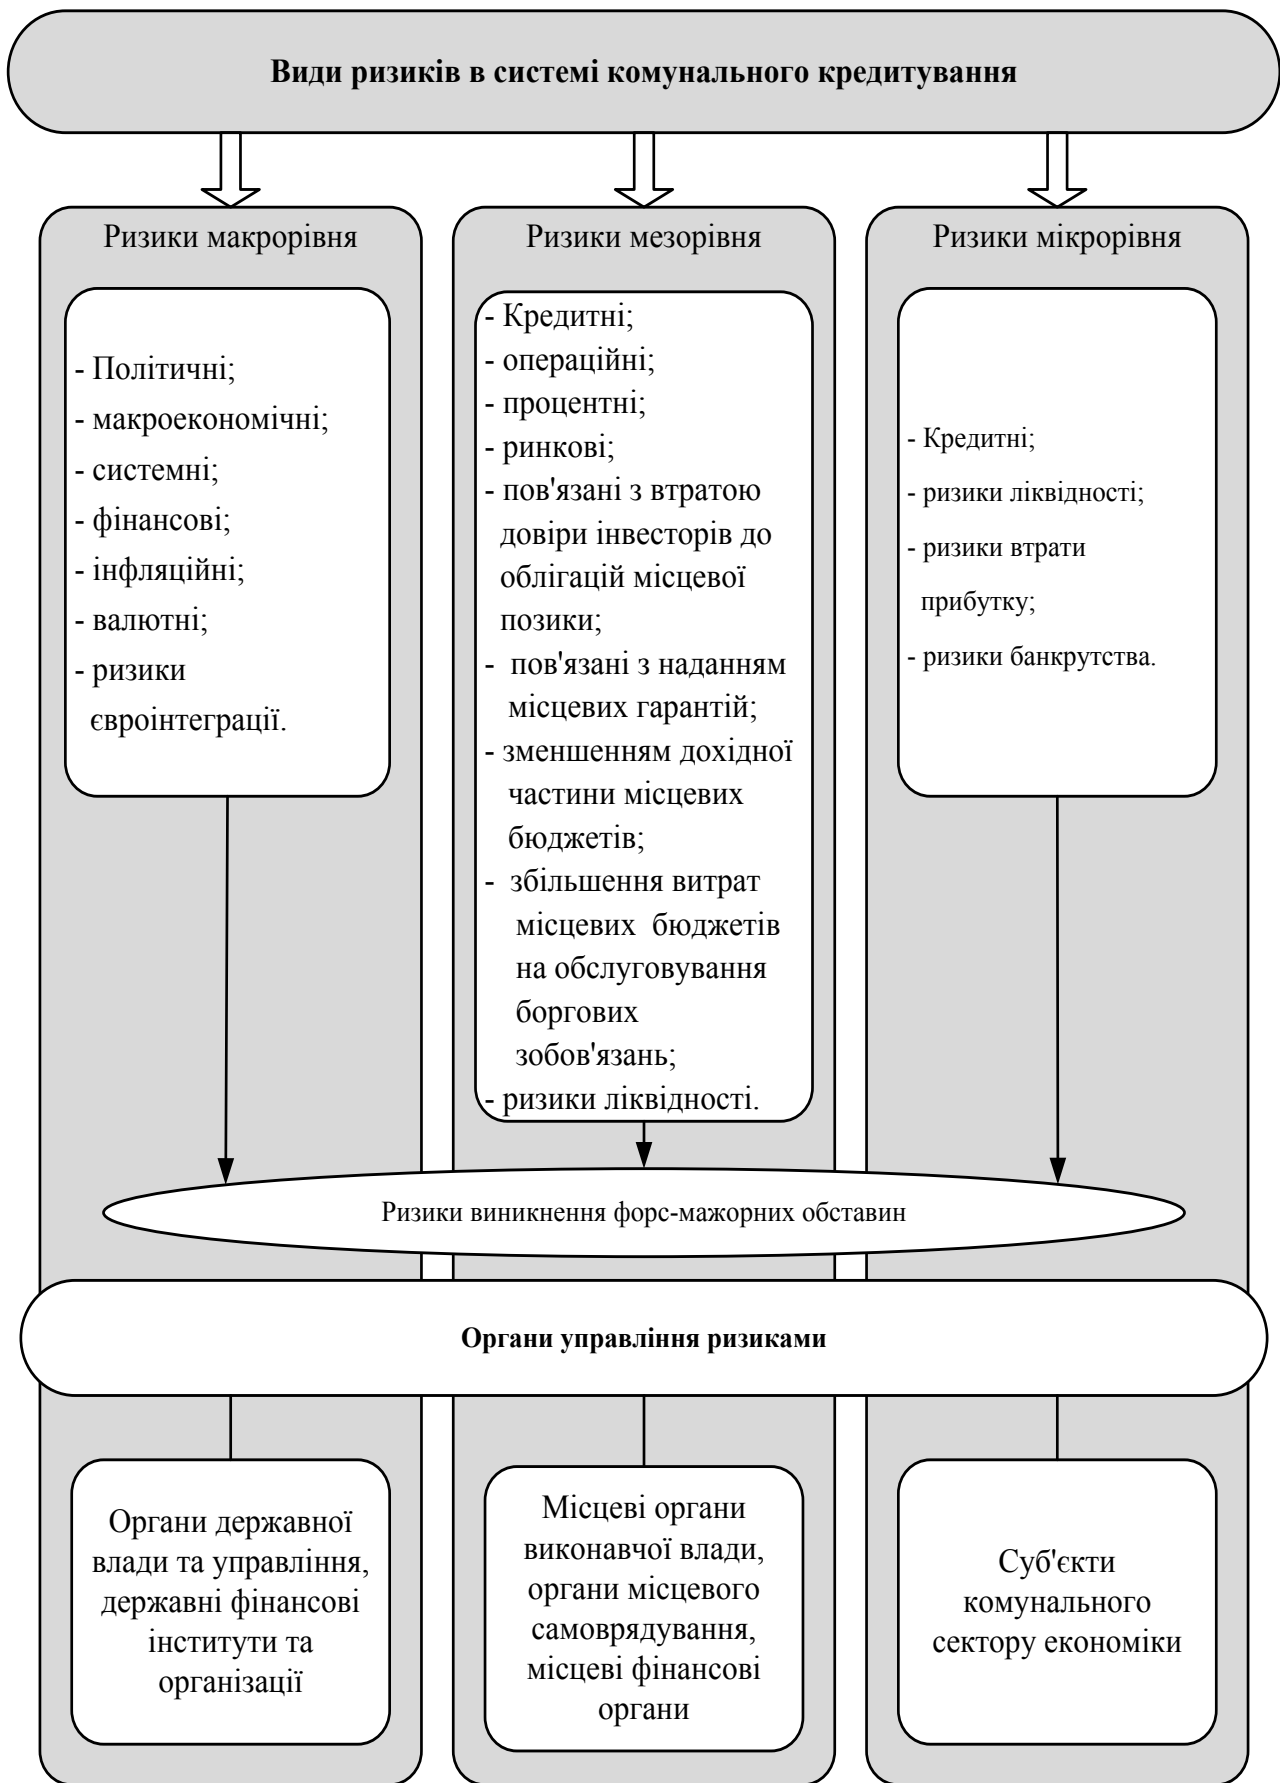 Види ризиків в системі комунального кредитування
Ризики макрорівня
- Політичні;
- макроекономічні;
- системні;
- фінансові;
- інфляційні;
- валютні;
- ризики
євроінтеграції.
Ризики мезорівня
- Кредитні;
- операційні;
- процентні;
- ринкові;
- пов'язані з втратою
довіри інвесторів до
облігацій місцевої
позики;
- пов'язані з наданням
місцевих гарантій;
- зменшенням дохідної
частини місцевих
бюджетів;
- збільшення витрат
місцевих бюджетів
на обслуговування
боргових
зобов'язань;
- ризики ліквідності.
Ризики мікрорівня
- Кредитні;
- ризики ліквідності;
- ризики втрати
прибутку;
- ризики банкрутства.
Ризики виникнення форс-мажорних обставин
Органи управління ризиками
Органи державної
влади та управління,
державні фінансові
інститути та
організації
Місцеві органи
виконавчої влади,
органи місцевого
самоврядування,
місцеві фінансові
органи
Суб'єкти
комунального
сектору економіки